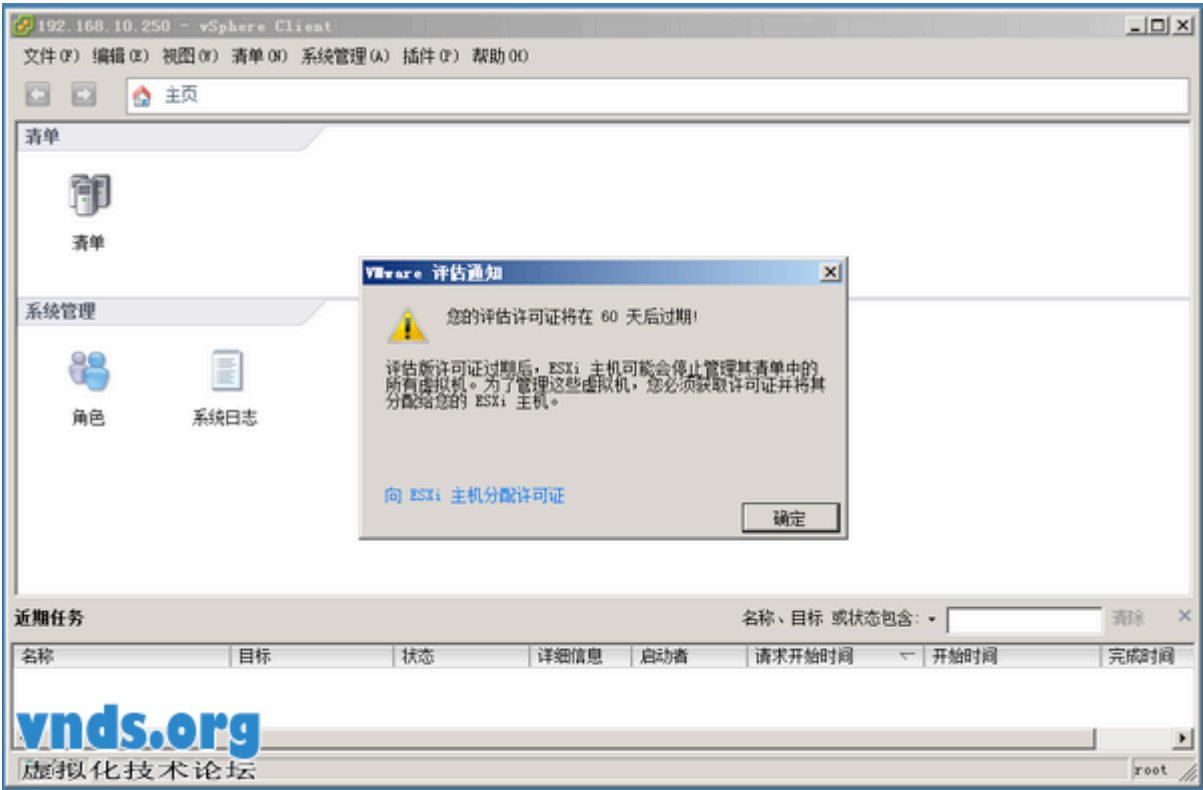 192.168.10.250 - vSphere Client
文件(F) 编辑(E) 视图(W) 清单(N) 系统管理(A) 插件(P) 帮助(H)
主页
清单
清单
系统管理
角色 系统日志
VMware 评估通知
您的评估许可证将在 60 天后过期!
评估版许可证过期后，ESXi 主机可能会停止管理其清单中的
所有虚拟机。为了管理这些虚拟机，您必须获取许可证并将其
分配给您的 ESXi 主机。
向 ESXi 主机分配许可证
确定
近期任务 名称、目标 或状态包含: 清除
名称 目标 状态 详细信息 启动者 请求开始时间 开始时间 完成时间
vnds.org
虚拟化技术论坛
root